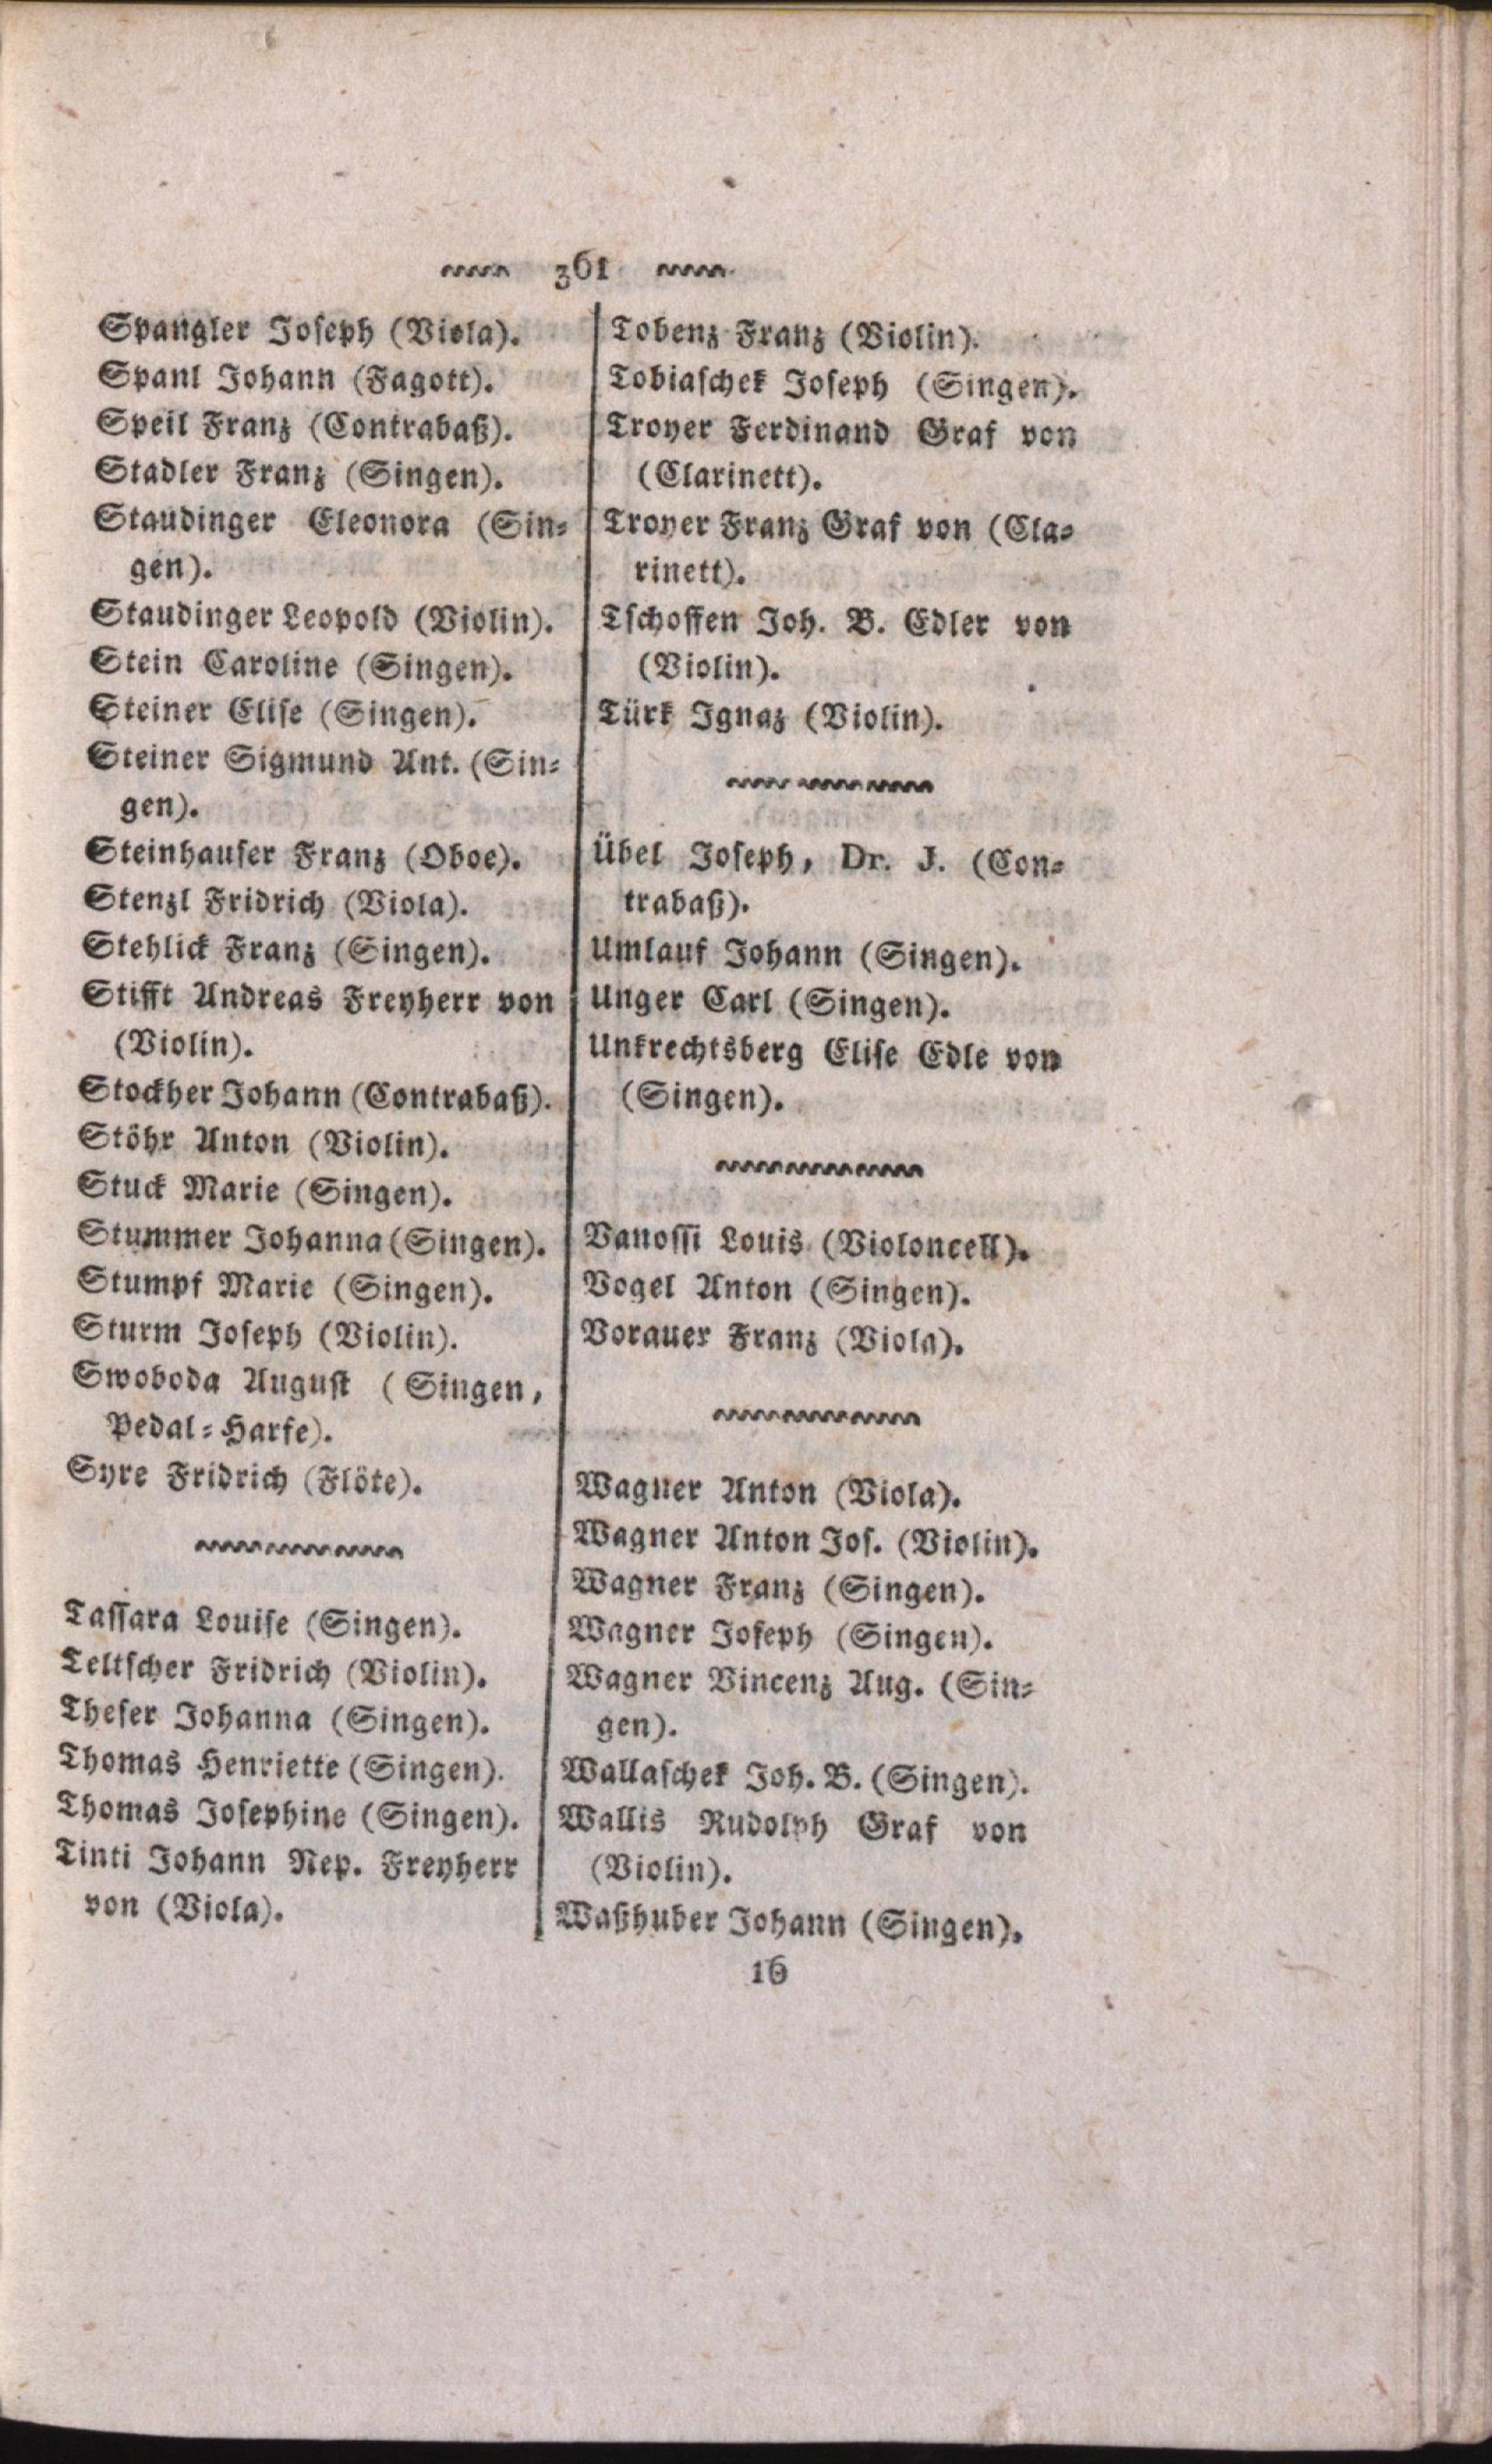 361
Spangler Joseph (Viola).
Spanl Johann (Fagott).
Speil Franz (Contrabaß).
Stadler Franz (Singen).
Staudinger Eleonora (Sin=
gen).
Staudinger Leopold (Violin).
Stein Caroline (Singen).
Steiner Elise (Singen).
Steiner Sigmund Ant. (Sin=
gen).
Steinhauser Franz (Oboe).
Stenzl Fridrich (Viola).
Stehlick Franz (Singen).
Stifft Andreas Freyherr von
(Violin).
Stockher Johann (Contrabaß).
Stöhr Anton (Violin).
Stuck Marie (Singen).
Stummer Johanna (Singen).
Stumpf Marie (Singen).
Sturm Joseph (Violin).
Swoboda August (Singen,
Pedal=Harfe).
Syre Fridrich (Flöte).
Tassara Louise (Singen).
Teltscher Fridrich (Violin).
Theser Johanna (Singen).
Thomas Henriette (Singen).
Thomas Josephine (Singen).
Tinti Johann Nep. Freyherr
von (Viola).
Tobenz Franz (Violin).
Tobiaschek Joseph (Singen).
Troyer Ferdinand Graf von
(Clarinett).
Troyer Franz Graf von (Cla=
rinett).
Tschoffen Joh. B. Edler von
(Violin).
Türk Ignaz (Violin).
Übel Joseph, Dr. J. (Con=
trabaß).
Umlauf Johann (Singen).
Unger Carl (Singen).
Unkrechtsberg Elise Edle von
(Singen).
Vanossi Louis (Violoncell).
Vogel Anton (Singen).
Vorauer Franz (Viola).
Wagner Anton (Viola).
Wagner Anton Jos. (Violin).
Wagner Franz (Singen).
Wagner Joseph (Singen).
Wagner Vincenz Aug. (Sin=
gen).
Wallaschek Joh. B. (Singen).
Wallis Rudolph Graf von
(Violin).
Waßhuber Johann (Singen).
16